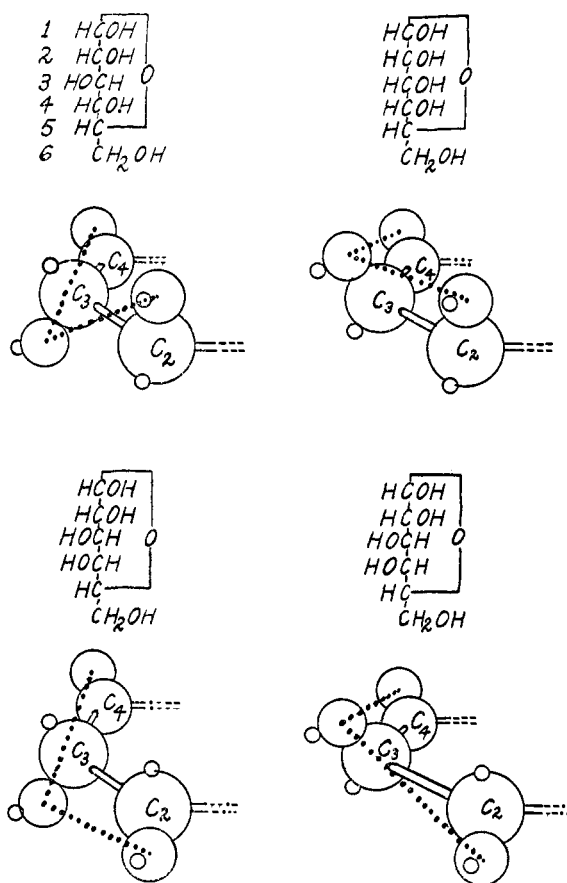 1 HCOH
2 HCOH
3 HOCH O
4 HCOH
5 HC
6 CH₂OH
HCOH
HCOH
HCOH O
HCOH
HC
CH₂OH
C₄
C₃
C₂
C₄
C₃
C₂
HCOH
HCOH
HOCH O
HOCH
HC
CH₂OH
HCOH
HCOH
HOCH O
HOCH
HC
CH₂OH
C₄
C₃
C₂
C₄
C₃
C₂